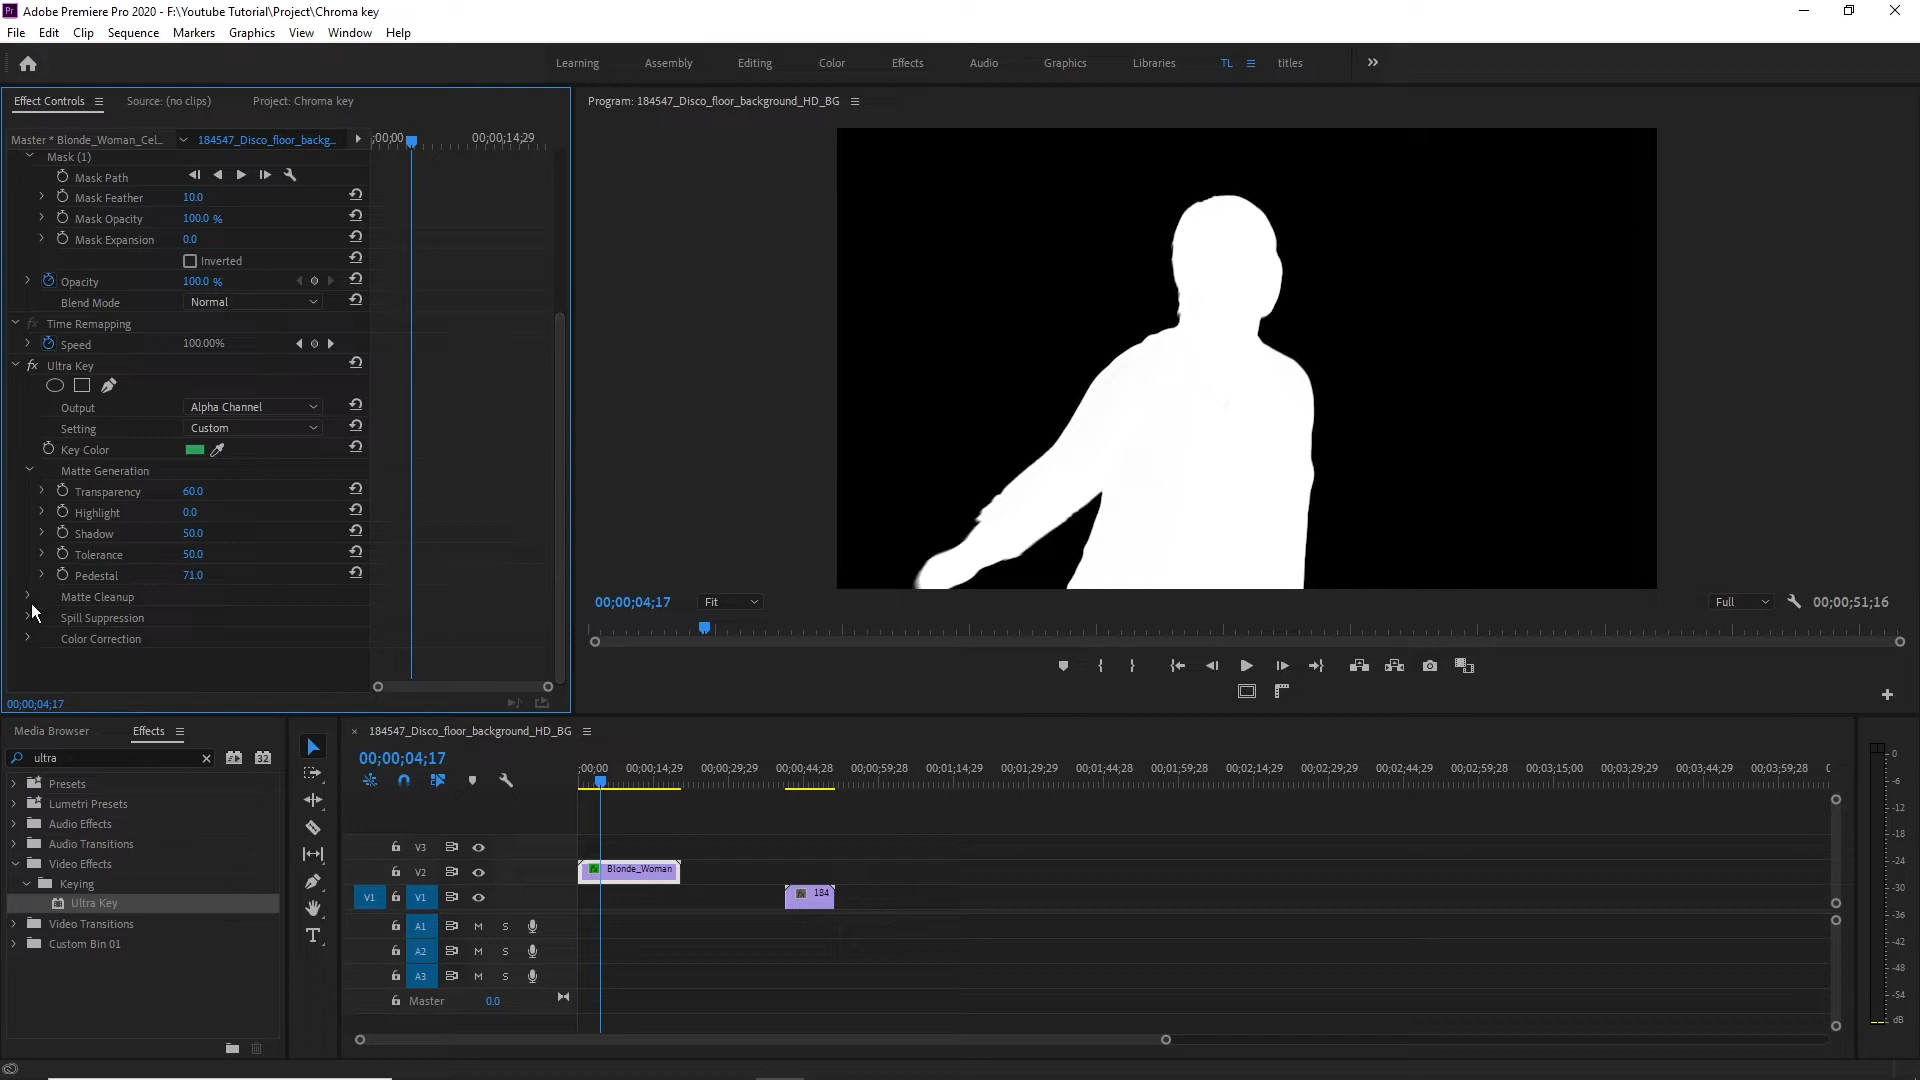 Adobe Premiere Pro 2020 - F:\Youtube Tutorial\Project\Chroma key
File Edit Clip Sequence Markers Graphics View Window Help
Learning Assembly Editing Color Effects Audio Graphics Libraries TL titles
Effect Controls Source: (no clips) Project: Chroma key
Program: 184547_Disco_floor_background_HD_BG
Master * Blonde_Woman_Cel... 184547_Disco_floor_backg... ;00;00 00;00;14;29
Mask (1)
Mask Path
Mask Feather 10.0
Mask Opacity 100.0 %
Mask Expansion 0.0
Inverted
Opacity 100.0 %
Blend Mode Normal
fx Time Remapping
Speed 100.00%
fx Ultra Key
Output Alpha Channel
Setting Custom
Key Color
Matte Generation
Transparency 60.0
Highlight 0.0
Shadow 50.0
Tolerance 50.0
Pedestal 71.0
Matte Cleanup
Spill Suppression
Color Correction
00;00;04;17
00;00;04;17 Fit Full 00;00;51;16
Media Browser Effects
ultra
32
Presets
Lumetri Presets
Audio Effects
Audio Transitions
Video Effects
Keying
Ultra Key
Video Transitions
Custom Bin 01
184547_Disco_floor_background_HD_BG
00;00;04;17
;00;00 00;00;14;29 00;00;29;29 00;00;44;28 00;00;59;28 00;01;14;29 00;01;29;29 00;01;44;28 00;01;59;28 00;02;14;29 00;02;29;29 00;02;44;28 00;02;59;28 00;03;15;00 00;03;29;29 00;03;44;29 00;03;59;28
V3
V2 Blonde_Woman
V1 V1 184
A1 M S
A2 M S
A3 M S
Master 0.0
0
-6
-12
-18
-24
-30
-36
-42
-48
-54
dB